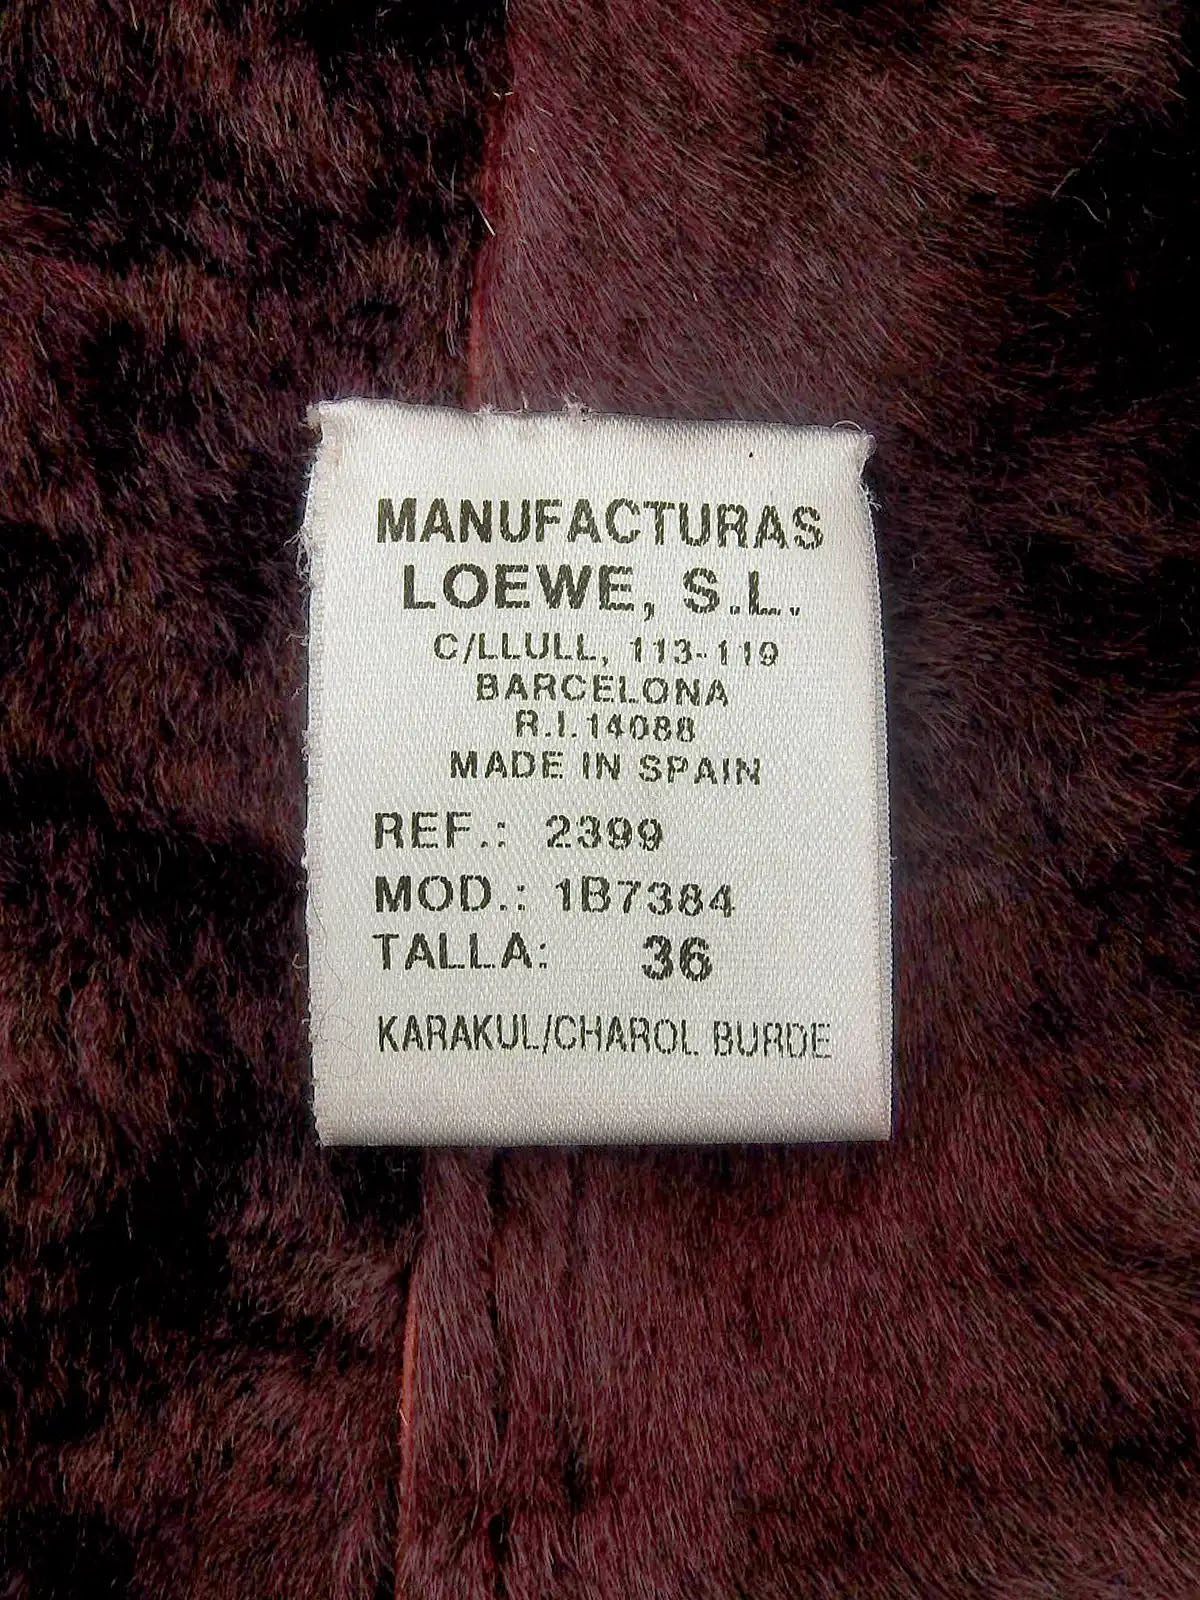 MANUFACTURAS
LOEWE, S.L.
C/LLULL, 113-119
BARCELONA
R.I.14088
MADE IN SPAIN
REF.: 2399
MOD.: 1B7384
TALLA: 36
KARAKUL/CHAROL BURDE